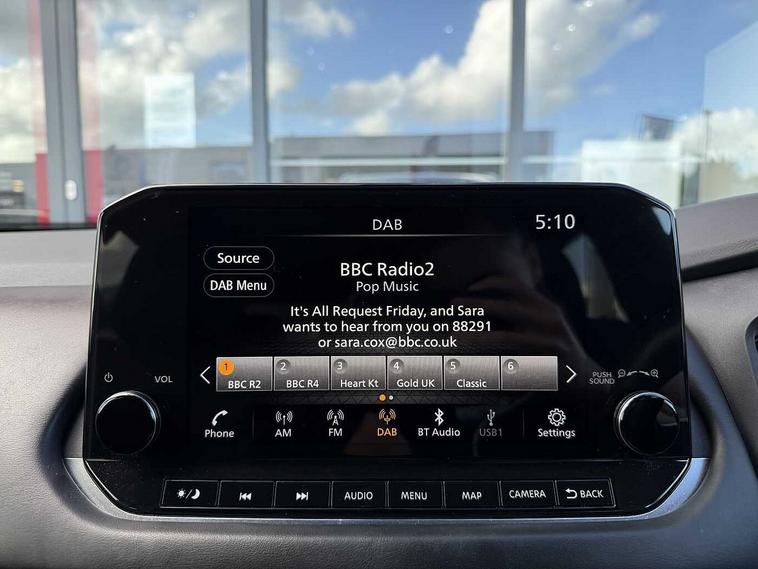 DAB
5:10
Source
DAB Menu
BBC Radio2
Pop Music
It's All Request Friday, and Sara
wants to hear from you on 88291
or sara.cox@bbc.co.uk
1 2 3 4 5 6
BBC R2 BBC R4 Heart Kt Gold UK Classic
VOL
PUSH
SOUND
Phone AM FM DAB BT Audio USB1 Settings
AUDIO MENU MAP CAMERA BACK